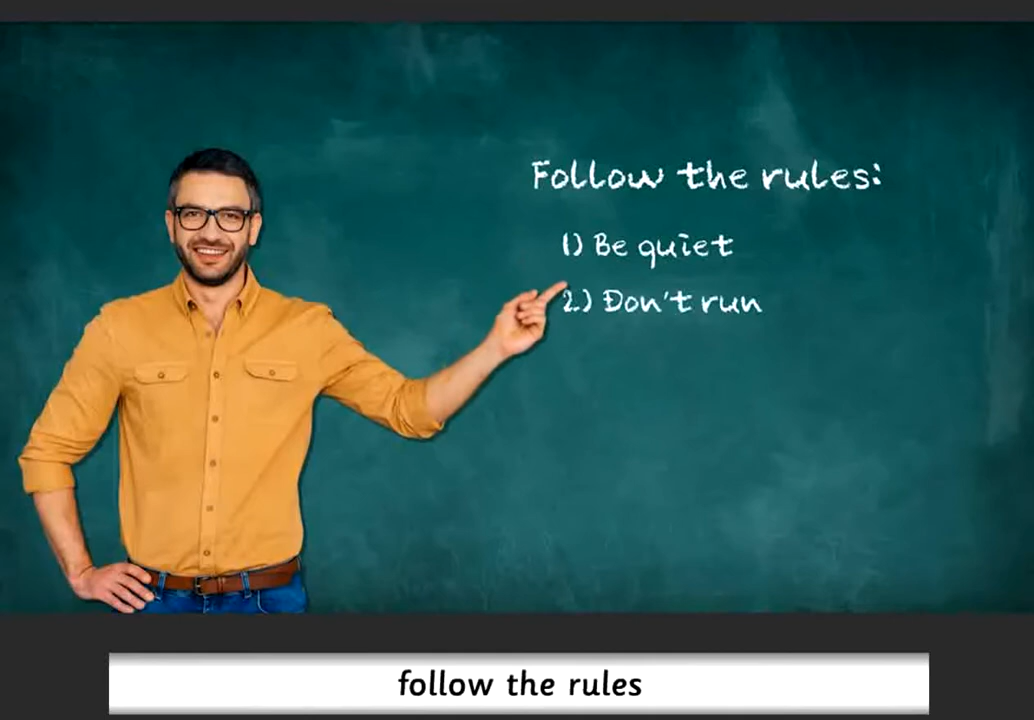 Follow the rules:
1) Be quiet
2.) Don't run
follow the rules